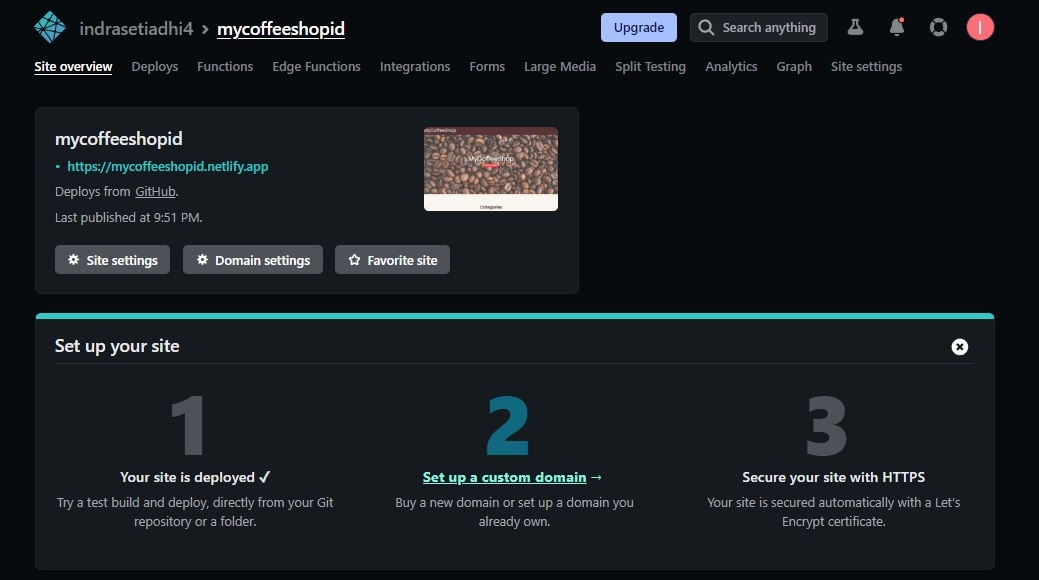 indrasetiadhi4 > mycoffeeshopid
Upgrade
Search anything
I
Site overview Deploys Functions Edge Functions Integrations Forms Large Media Split Testing Analytics Graph Site settings
mycoffeeshopid
https://mycoffeeshopid.netlify.app
Deploys from GitHub.
Last published at 9:51 PM.
MyCoffeeShop
MyCoffeeShop
Categories
Site settings
Domain settings
Favorite site
Set up your site
1
Your site is deployed ✓
Try a test build and deploy, directly from your Git
repository or a folder.
2
Set up a custom domain →
Buy a new domain or set up a domain you
already own.
3
Secure your site with HTTPS
Your site is secured automatically with a Let's
Encrypt certificate.